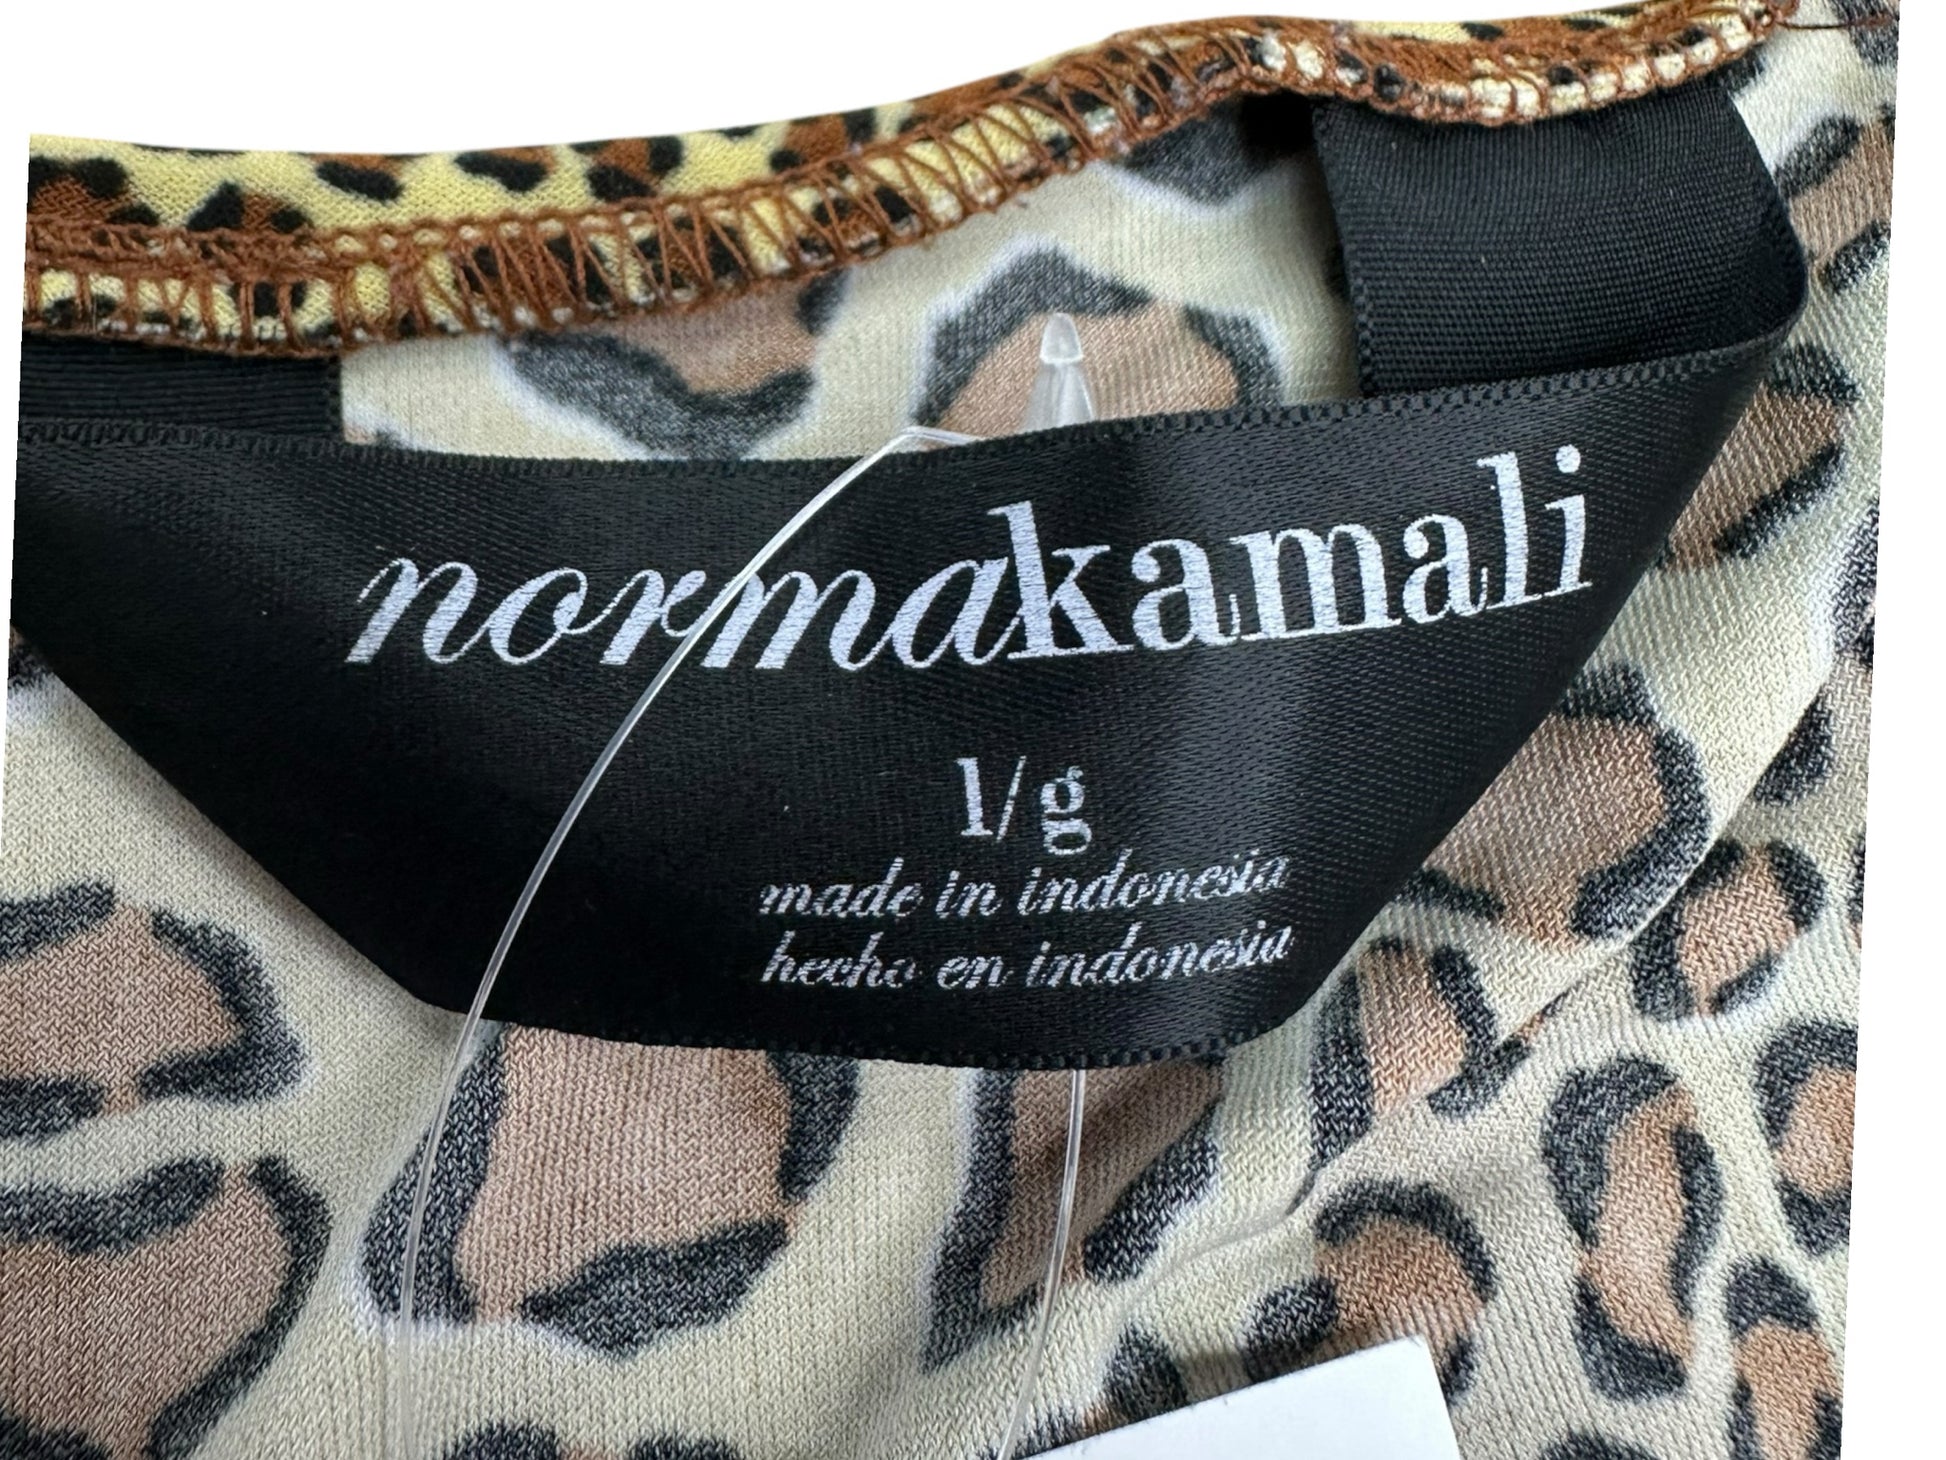 normakamali
l/g
made in indonesia
hecho en indonesia